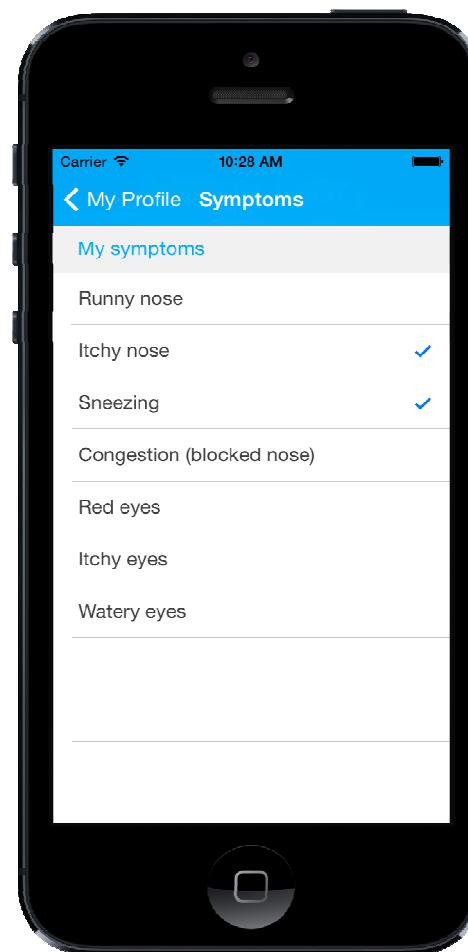 Carrier 10:28 AM
My Profile Symptoms
My symptoms
Runny nose
Itchy nose
Sneezing
Congestion (blocked nose)
Red eyes
Itchy eyes
Watery eyes